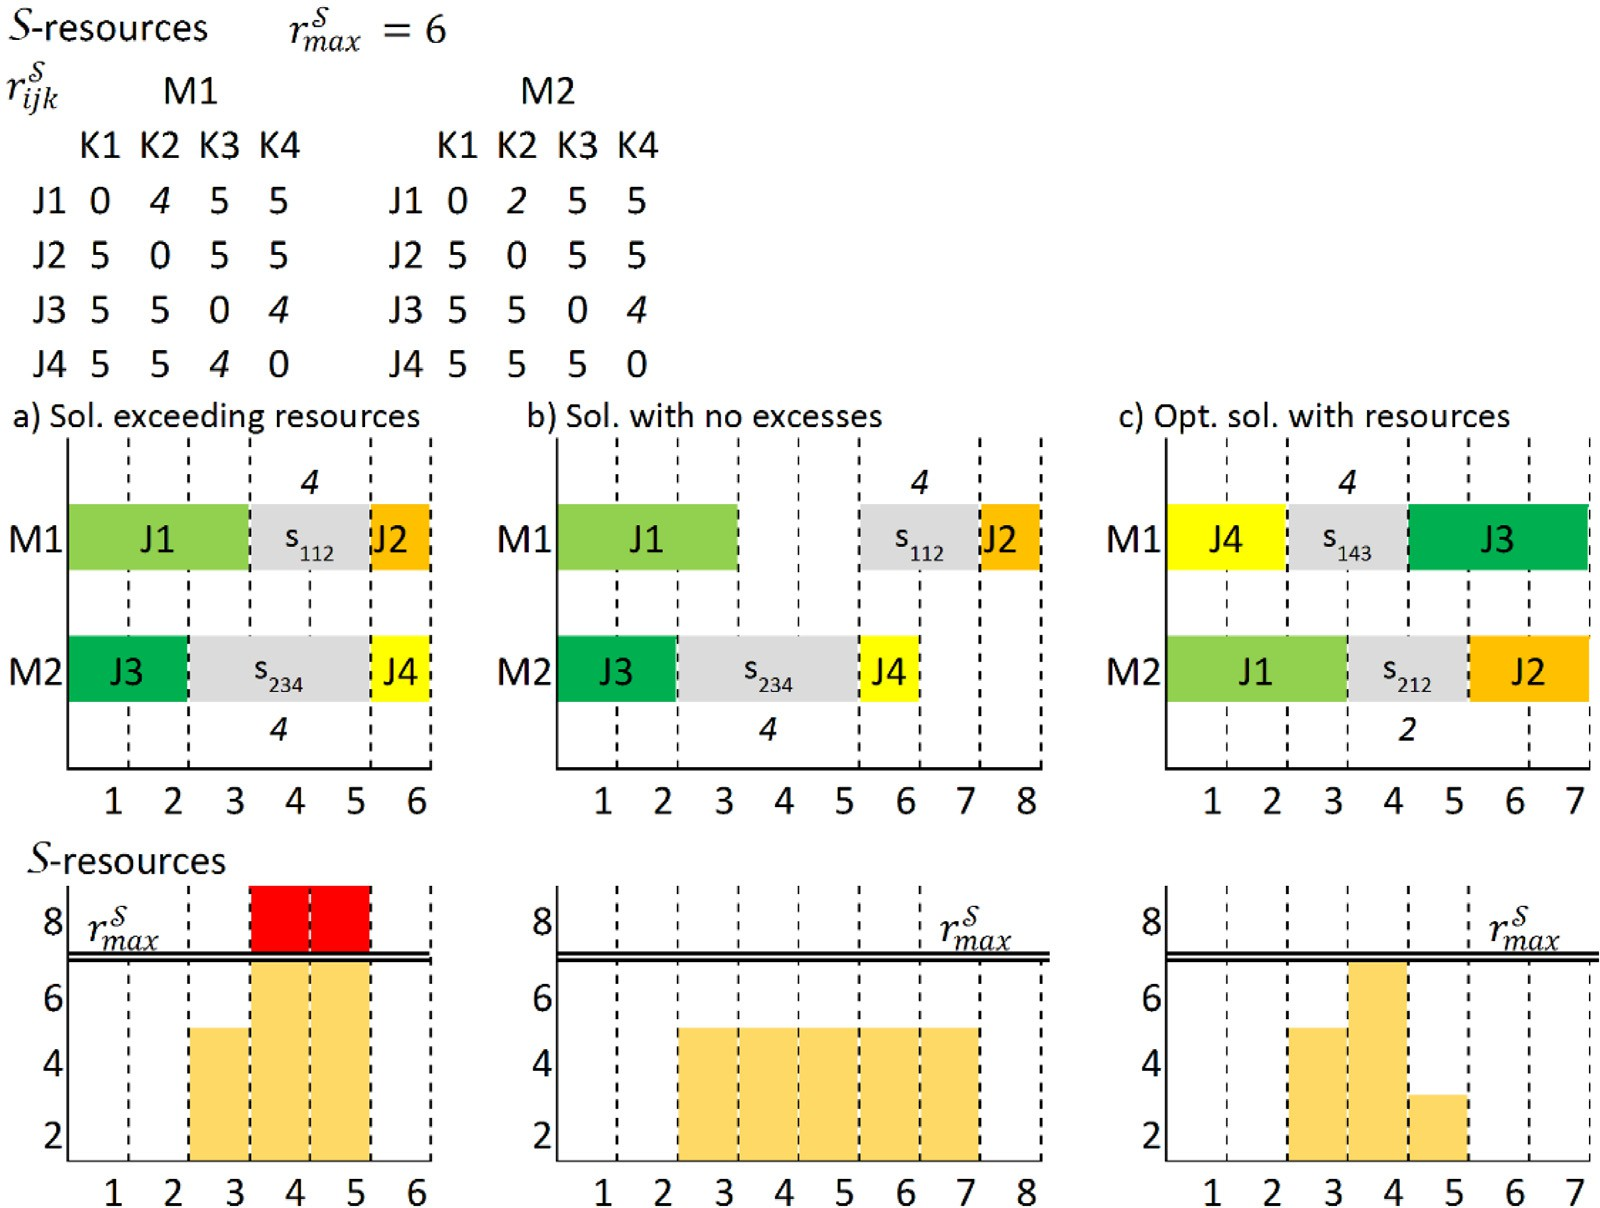 𝒮-resources r^𝒮_max = 6
r^𝒮_ijk M1 M2
K1 K2 K3 K4 K1 K2 K3 K4
J1 0 4 5 5 J1 0 2 5 5
J2 5 0 5 5 J2 5 0 5 5
J3 5 5 0 4 J3 5 5 0 4
J4 5 5 4 0 J4 5 5 5 0
a) Sol. exceeding resources b) Sol. with no excesses c) Opt. sol. with resources
4 4 4
M1 J1 s112 J2 M1 J1 s112 J2 M1 J4 s143 J3
M2 J3 s234 J4 M2 J3 s234 J4 M2 J1 s212 J2
4 4 2
1 2 3 4 5 6 1 2 3 4 5 6 7 8 1 2 3 4 5 6 7
𝒮-resources
8 r^𝒮_max 8 r^𝒮_max 8 r^𝒮_max
6 6 6
4 4 4
2 2 2
1 2 3 4 5 6 1 2 3 4 5 6 7 8 1 2 3 4 5 6 7